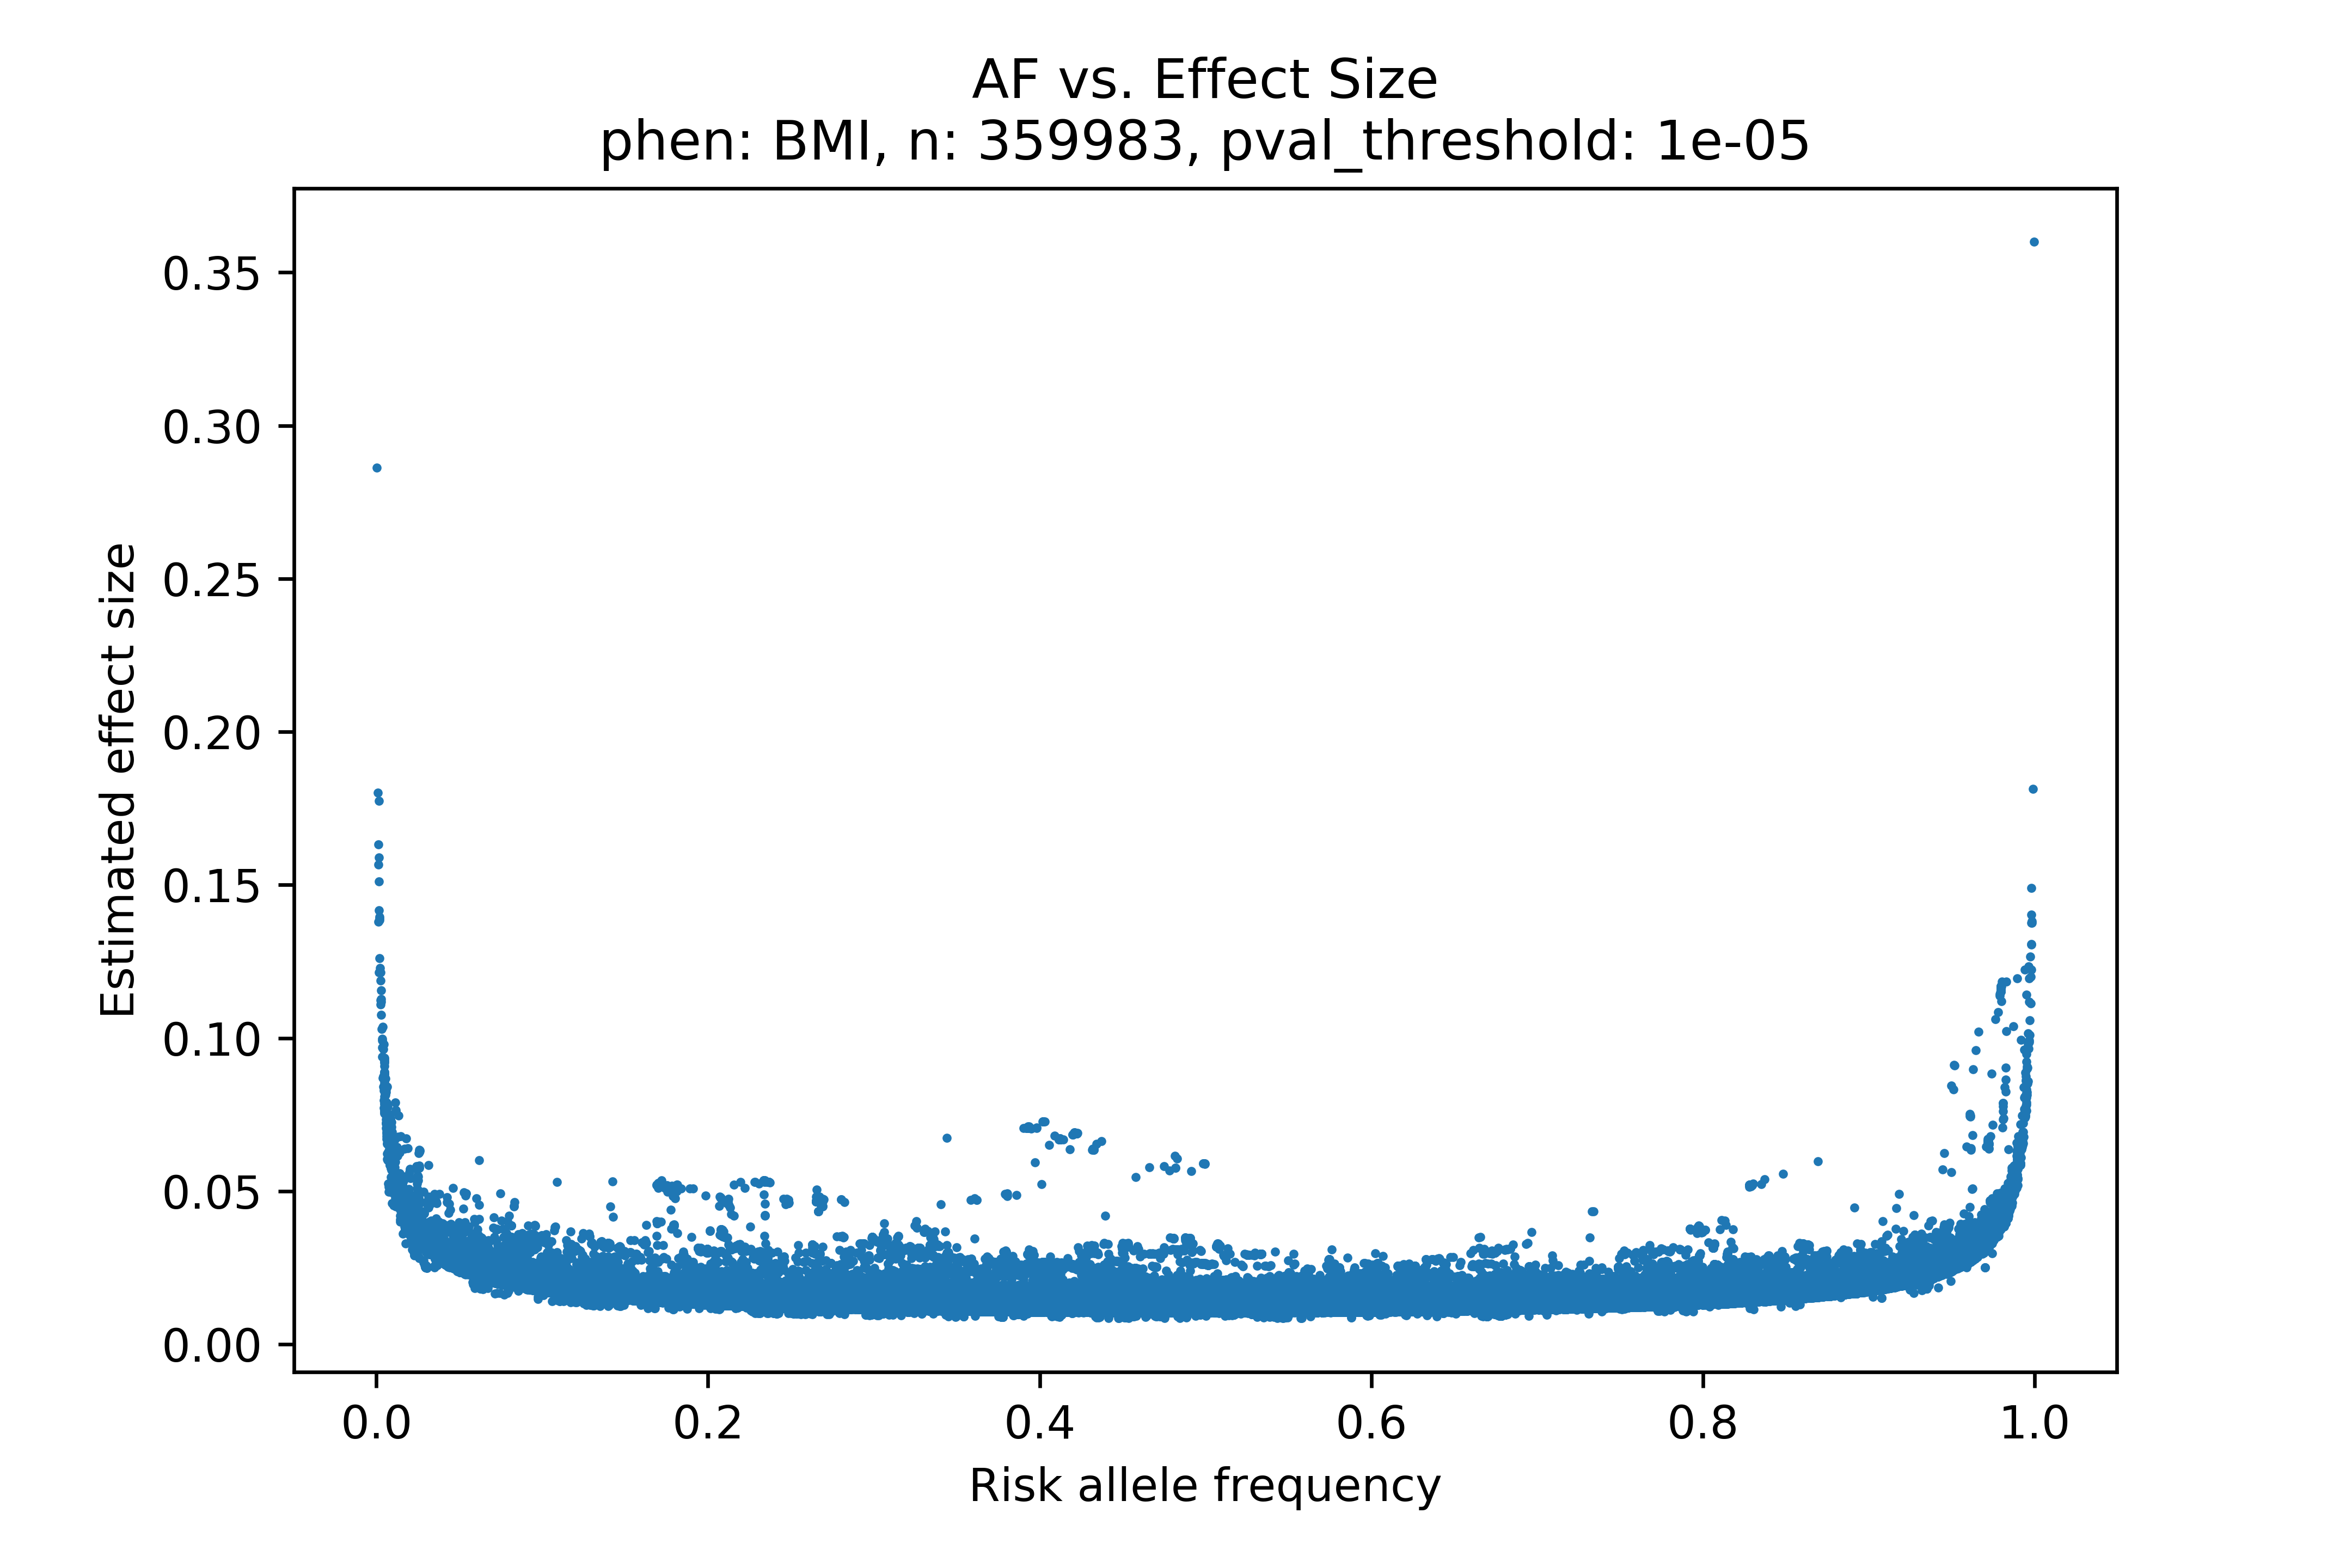 AF vs. Effect Size
phen: BMI, n: 359983, pval_threshold: 1e-05
Estimated effect size
0.35
0.30
0.25
0.20
0.15
0.10
0.05
0.00
0.0 0.2 0.4 0.6 0.8 1.0
Risk allele frequency